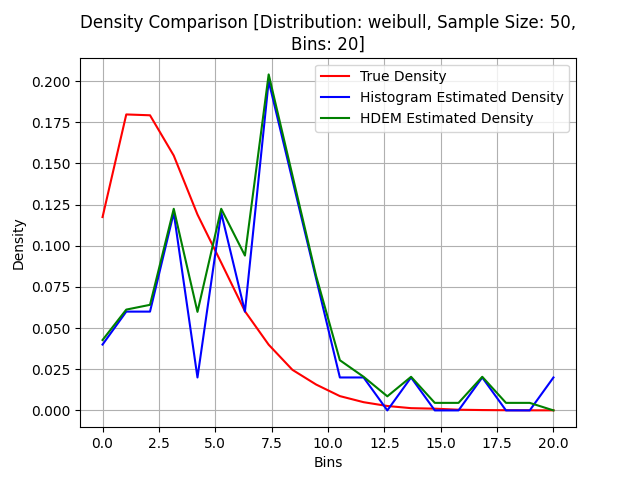 Density Comparison [Distribution: weibull, Sample Size: 50,
Bins: 20]
True Density
Histogram Estimated Density
HDEM Estimated Density
Density
0.200
0.175
0.150
0.125
0.100
0.075
0.050
0.025
0.000
0.0 2.5 5.0 7.5 10.0 12.5 15.0 17.5 20.0
Bins